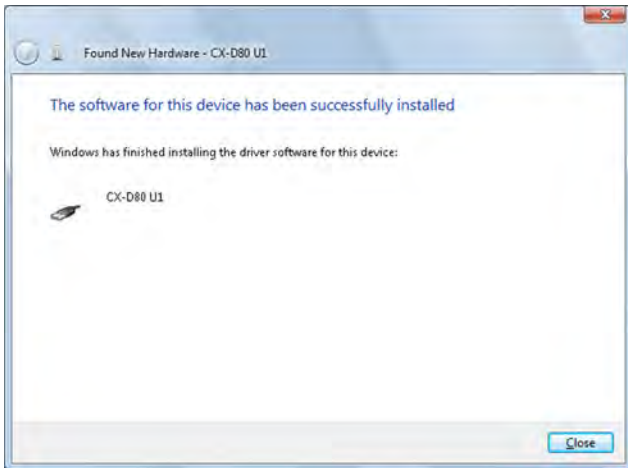 Found New Hardware - CX-D80 U1
The software for this device has been successfully installed
Windows has finished installing the driver software for this device:
CX-D80 U1
Close